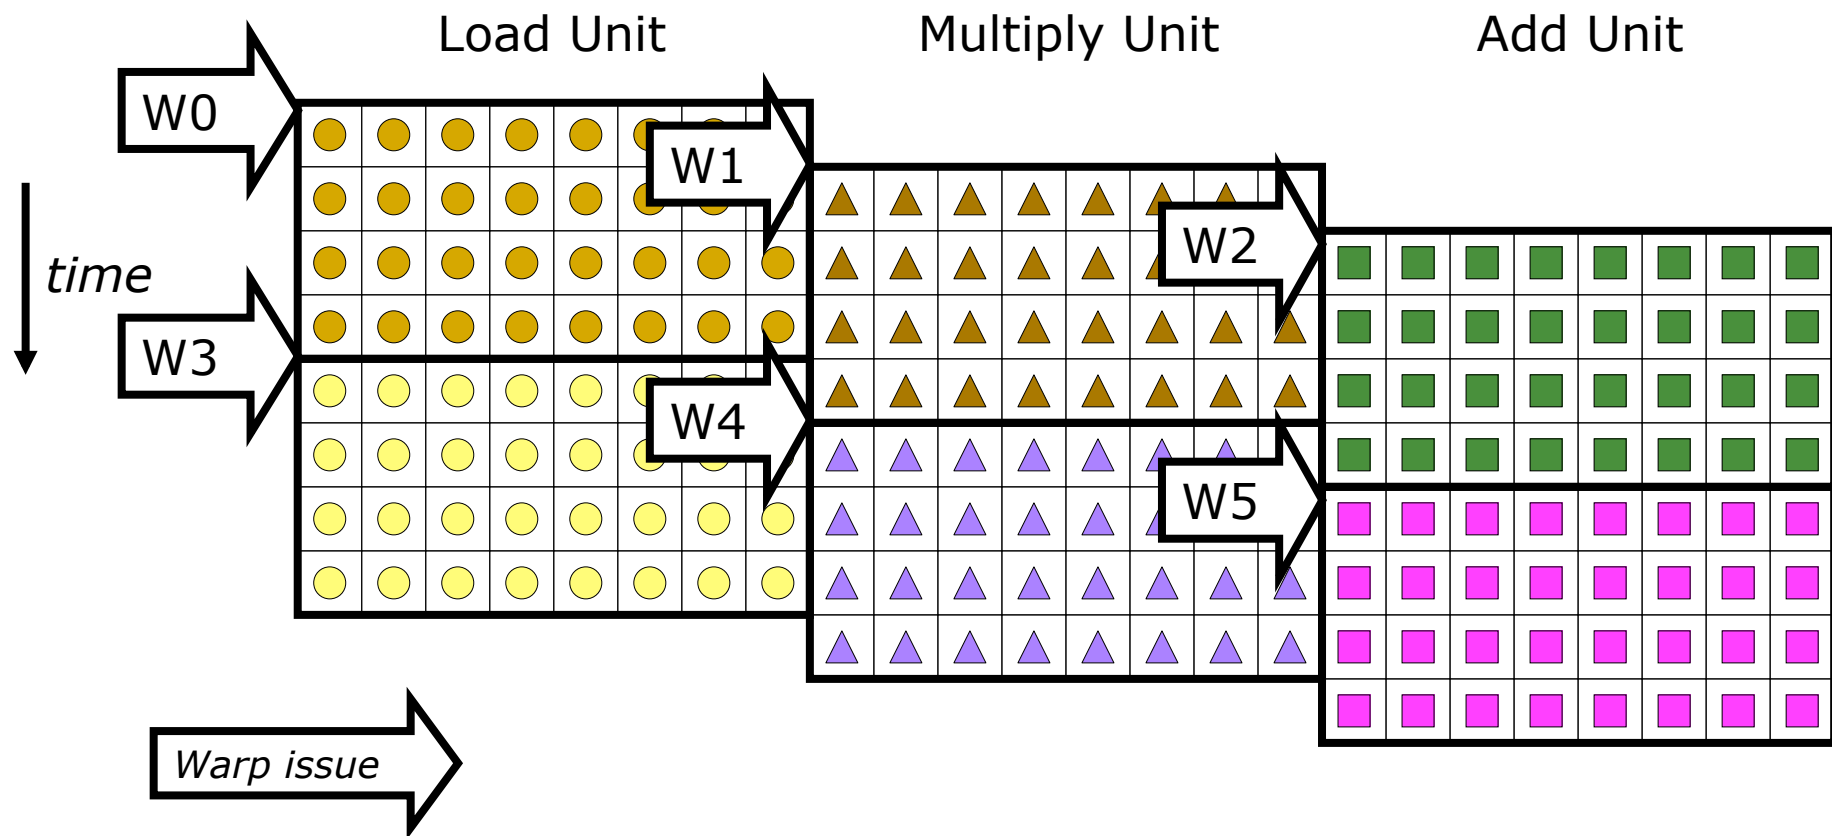 Load Unit
Multiply Unit
Add Unit
W0
W1
W2
time
W3
W4
W5
Warp issue